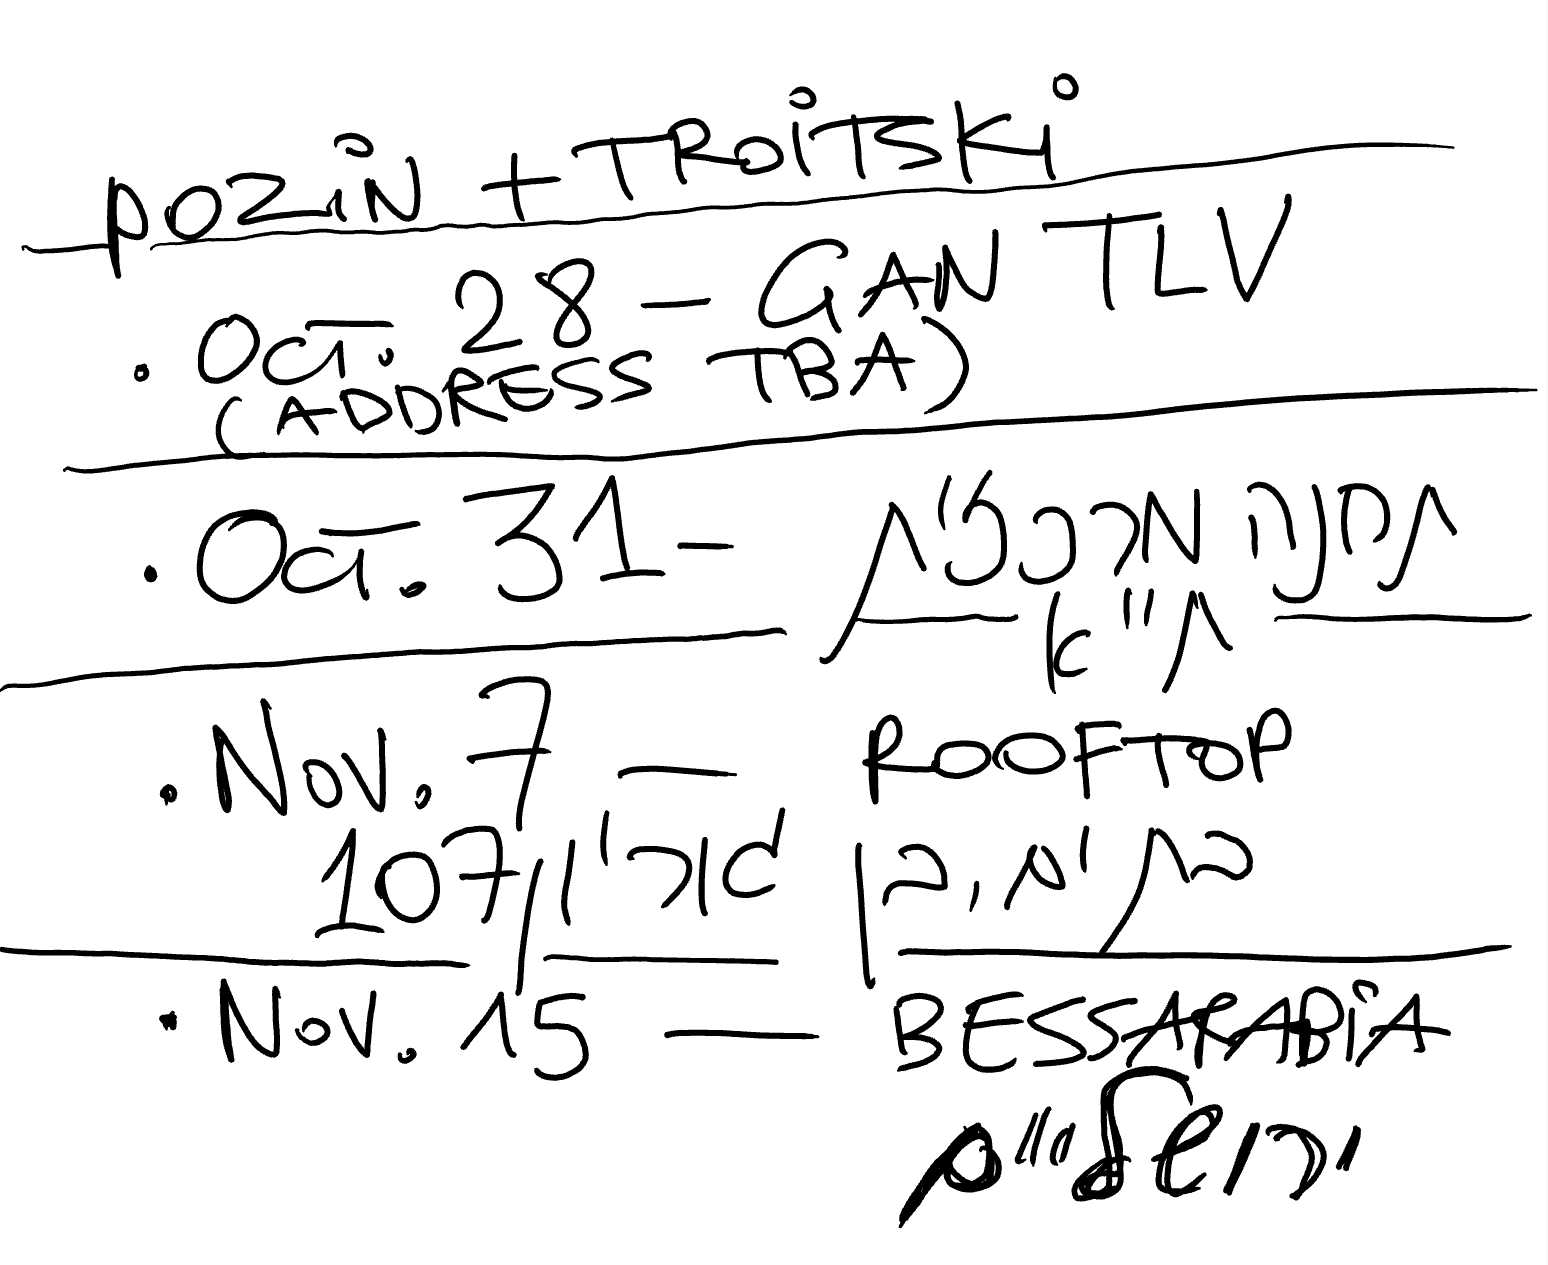 POZIN + TROITSKI
• Oct. 28 — GAN TLV
(ADDRESS TBA)
• Oct. 31 - תחנה מרכזית
ת"א
• Nov. 7 — ROOFTOP
בת ים, בן גוריון 107
• Nov. 15 — BESSARABIA
ירושלים